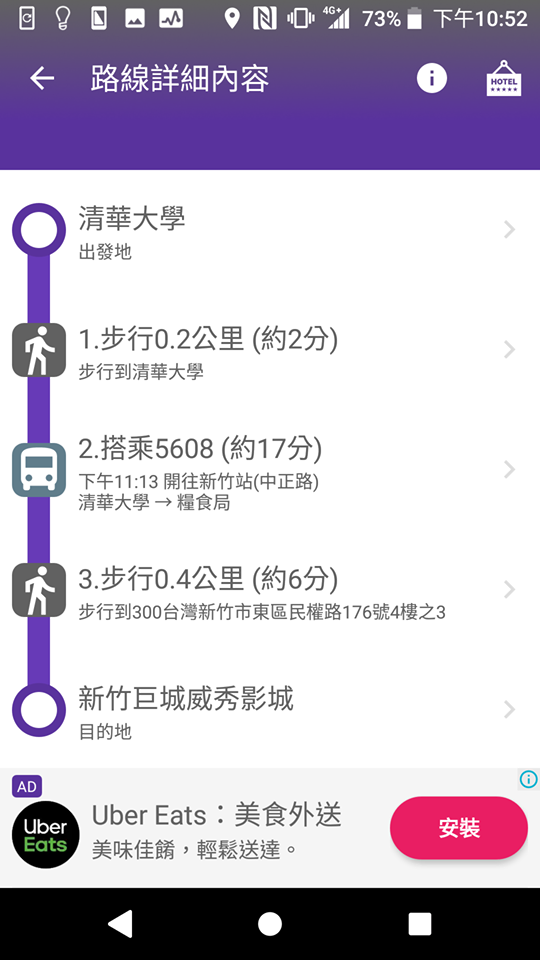 4G+
73%
下午10:52
路線詳細內容
HOTEL
清華大學
出發地
1.步行0.2公里 (約2分)
步行到清華大學
2.搭乘5608 (約17分)
下午11:13 開往新竹站(中正路)
清華大學 → 糧食局
3.步行0.4公里 (約6分)
步行到300台灣新竹市東區民權路176號4樓之3
新竹巨城威秀影城
目的地
AD
Uber
Eats
Uber Eats：美食外送
美味佳餚，輕鬆送達。
安裝